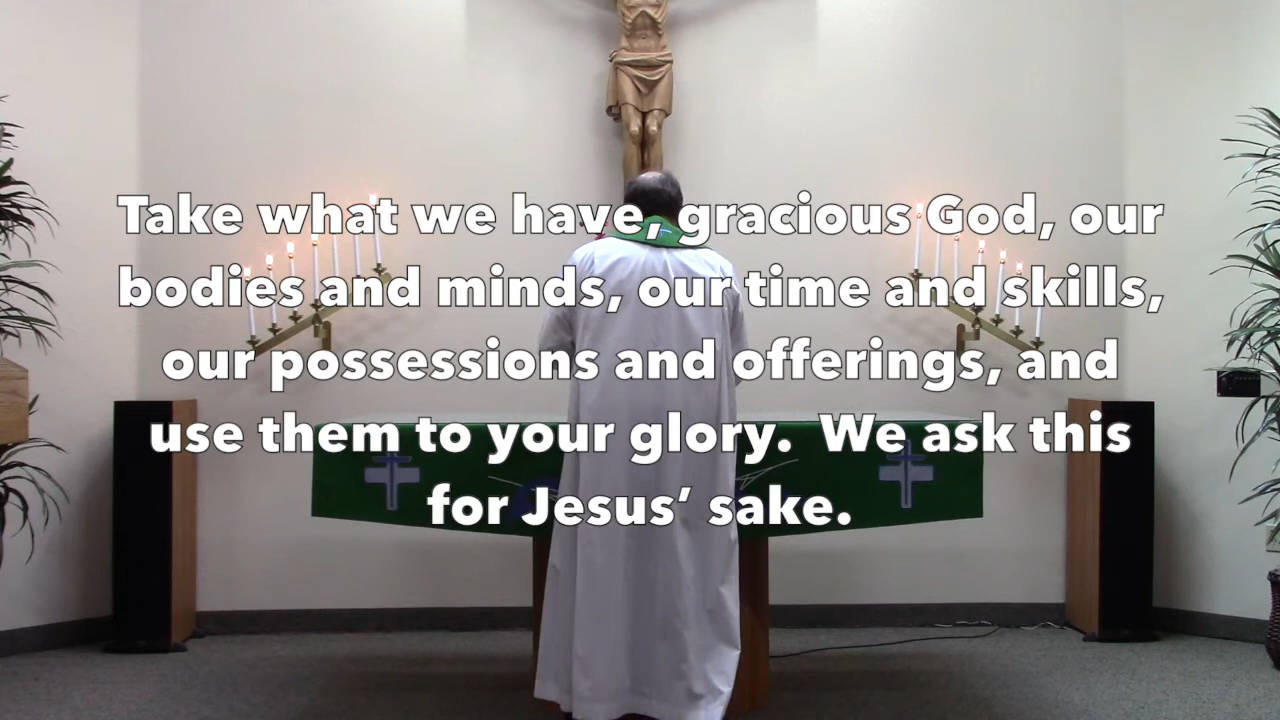 Take what we have, gracious God, our
bodies and minds, our time and skills,
our possessions and offerings, and
use them to your glory.  We ask this
for Jesus’ sake.